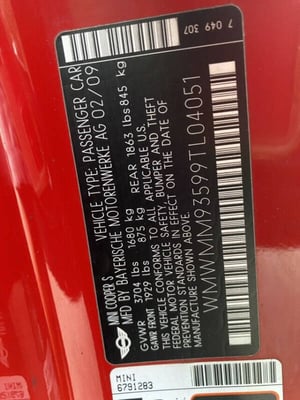 MINI COOPER S
VEHICLE TYPE: PASSENGER CAR
MFD BY BAYERISCHE MOTORENWERKE AG 02/09
GVWR 3704 lbs 1680 kg
GAWR FRONT 1929 lbs 875 kg REAR 1863 lbs 845 kg
THIS VEHICLE CONFORMS TO ALL APPLICABLE
FEDERAL MOTOR VEHICLE SAFETY, BUMPER AND THEFT
PREVENTION STANDARDS IN EFFECT ON THE DATE OF
MANUFACTURE SHOWN ABOVE.
WMWMM93599TL04051
7 049 307
MINI
6791283
MINI